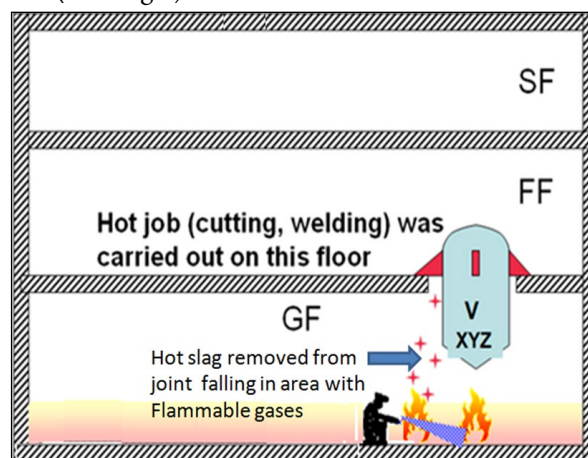 SF
FF
Hot job (cutting, welding) was
carried out on this floor
GF
V
XYZ
Hot slag removed from
joint falling in area with
Flammable gases